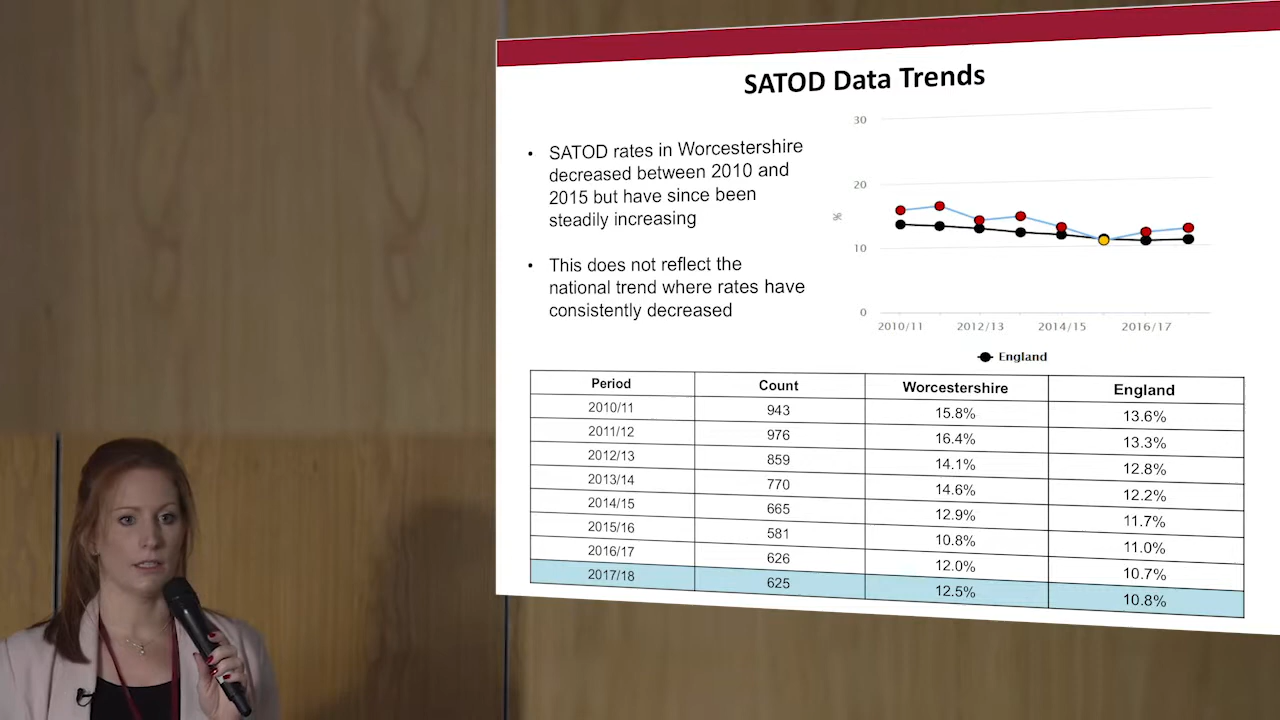 SATOD Data Trends
• SATOD rates in Worcestershire
decreased between 2010 and
2015 but have since been
steadily increasing
• This does not reflect the
national trend where rates have
consistently decreased
30
20
%
10
0
2010/11 2012/13 2014/15 2016/17
England
Period Count Worcestershire England
2010/11 943 15.8% 13.6%
2011/12 976 16.4% 13.3%
2012/13 859 14.1% 12.8%
2013/14 770 14.6% 12.2%
2014/15 665 12.9% 11.7%
2015/16 581 10.8% 11.0%
2016/17 626 12.0% 10.7%
2017/18 625 12.5% 10.8%